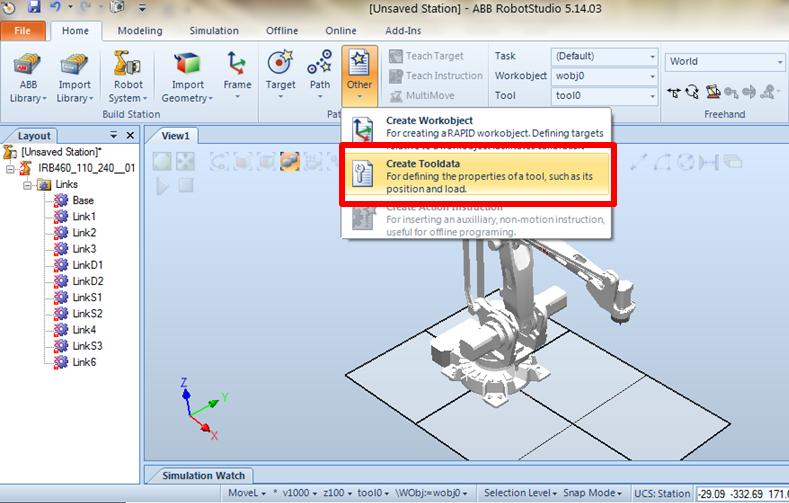 [Unsaved Station] - ABB RobotStudio 5.14.03
File Home Modeling Simulation Offline Online Add-Ins
ABB Library Import Library Robot System Import Geometry Frame Target Path Other
Build Station
Teach Target
Teach Instruction
MultiMove
Task (Default)
Workobject wobj0
Tool tool0
World
Freehand
Create Workobject
For creating a RAPID workobject. Defining targets
Create Tooldata
For defining the properties of a tool, such as its
position and load.
Create Action Instruction
For inserting an auxilliary, non-motion instruction,
useful for offline programing.
Layout
View1
[Unsaved Station]*
IRB460_110_240__01
Links
Base
Link1
Link2
Link3
LinkD1
LinkD2
LinkS1
LinkS2
Link4
LinkS3
Link6
Z
Y
X
Simulation Watch
MoveL * v1000 z100 tool0 \WObj:=wobj0 Selection Level Snap Mode UCS: Station -29.09 -332.69 171.6